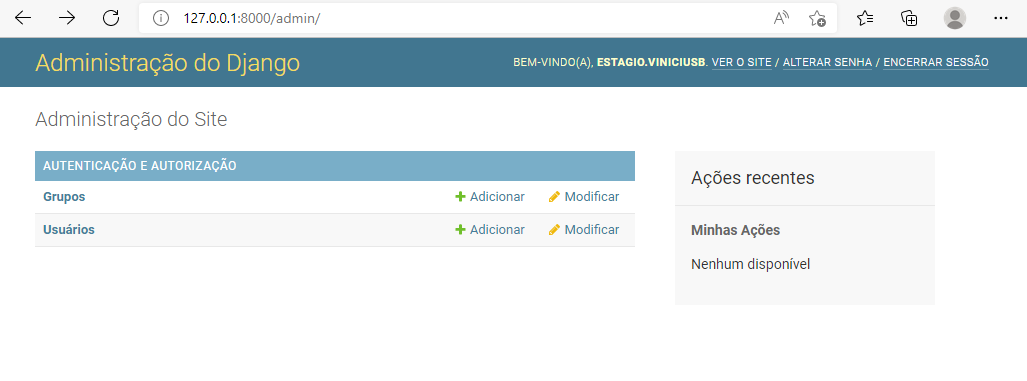 127.0.0.1:8000/admin/
Administração do Django
BEM-VINDO(A), ESTAGIO.VINICIUSB. VER O SITE / ALTERAR SENHA / ENCERRAR SESSÃO
Administração do Site
AUTENTICAÇÃO E AUTORIZAÇÃO
Grupos Adicionar Modificar
Usuários Adicionar Modificar
Ações recentes
Minhas Ações
Nenhum disponível